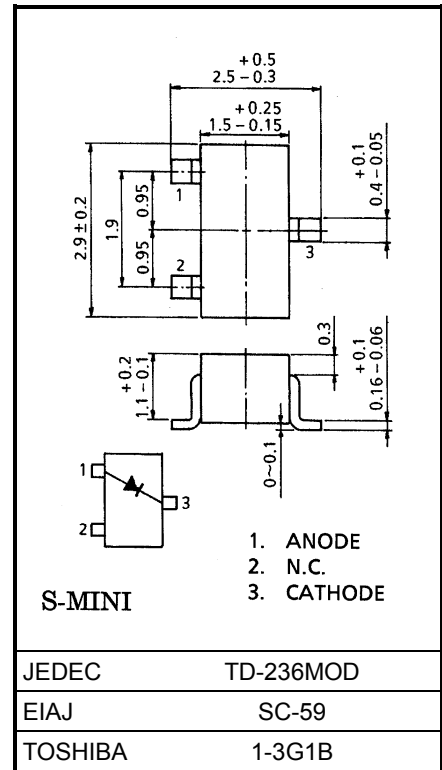 +0.5
2.5 – 0.3
+0.25
1.5 – 0.15
2.9 ± 0.2
1.9
0.95
0.95
1
2
3
+0.1
0.4 – 0.05
+0.2
1.1 – 0.1
0.3
+0.1
0.16 – 0.06
0~0.1
1
2
3
1. ANODE
2. N.C.
3. CATHODE
S-MINI
JEDEC TD-236MOD
EIAJ SC-59
TOSHIBA 1-3G1B